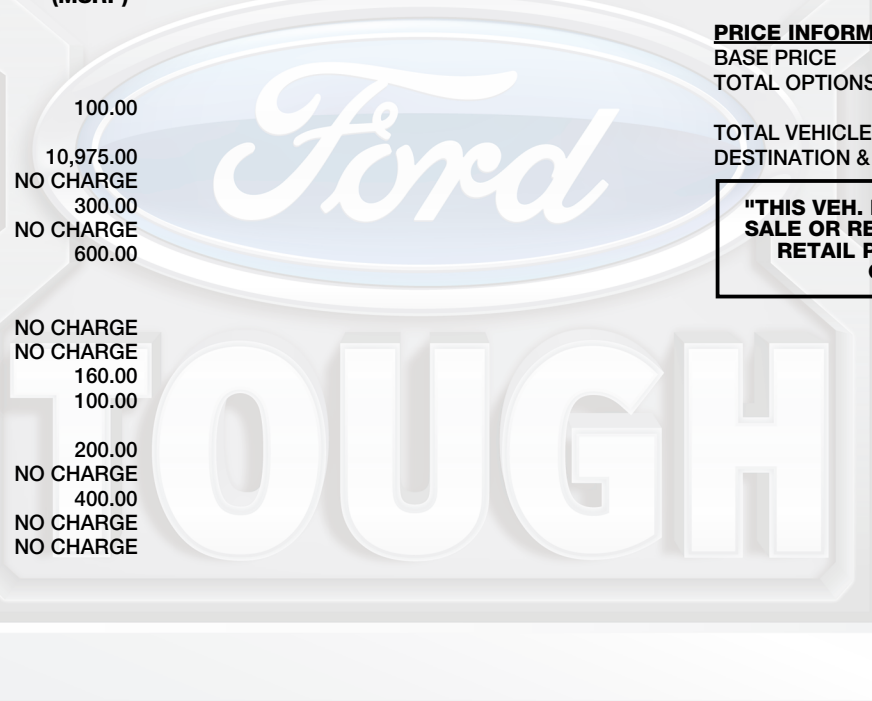 (MSRP)
100.00
10,975.00
NO CHARGE
300.00
NO CHARGE
600.00
NO CHARGE
NO CHARGE
160.00
100.00
200.00
NO CHARGE
400.00
NO CHARGE
NO CHARGE
PRICE INFORM
BASE PRICE
TOTAL OPTIONS
TOTAL VEHICLE
DESTINATION &
"THIS VEH.
SALE OR RE
RETAIL P
Ford
TOUGH